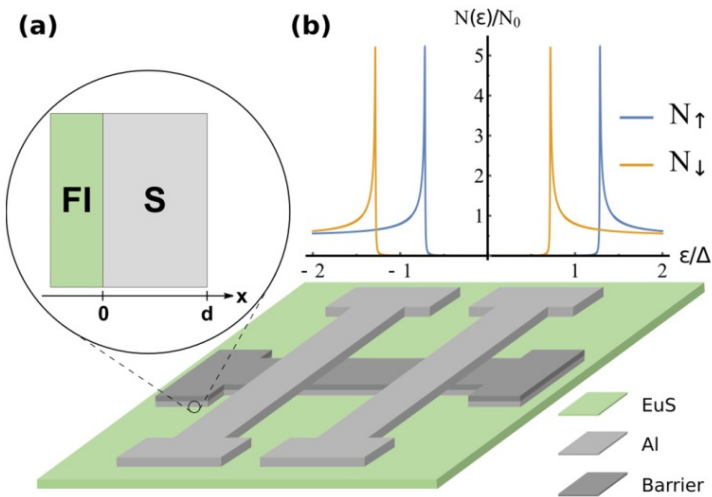 (a)
FI S
0 d x
(b)
N(ε)/N₀
5
4
3
2
1
- 2 - 1 1 2 ε/Δ
N↑
N↓
EuS
Al
Barrier